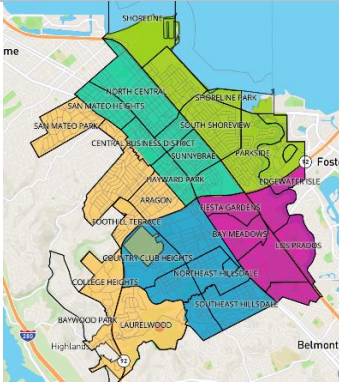 SHORELINE
me
NORTH CENTRAL
SHORELINE PARK
SAN MATEO HEIGHTS
SAN MATEO PARK
SOUTH SHOREVIEW
CENTRAL BUSINESS DISTRICT
SUNNYBRAE
PARKSIDE
92
Foste
HAYWARD PARK
EDGEWATER ISLE
ARAGON
FIESTA GARDENS
FOOTHILL TERRACE
BAY MEADOWS
LOS PRADOS
COUNTRY CLUB HEIGHTS
NORTHEAST HILLSDALE
COLLEGE HEIGHTS
SOUTHEAST HILLSDALE
BAYWOOD PARK
LAURELWOOD
280
Highlands
92
Belmont